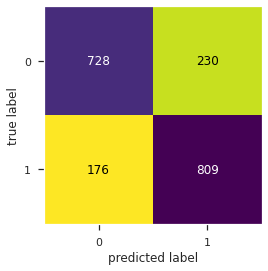 0 728 230
true label
1 176 809
0 1
predicted label